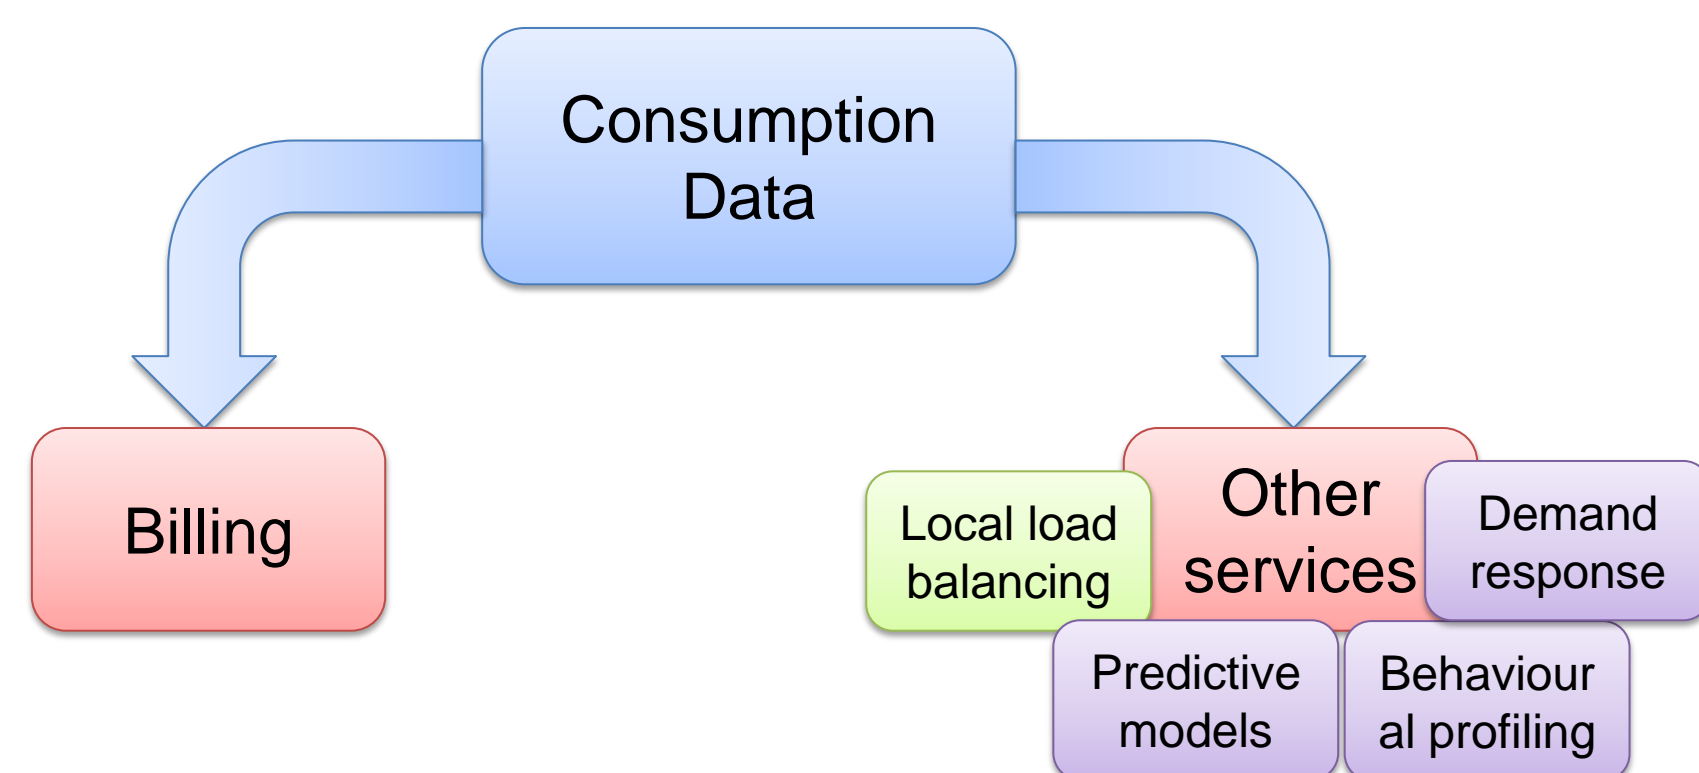 Consumption
Data
Billing
Other
services
Local load
balancing
Demand
response
Predictive
models
Behaviour
al profiling